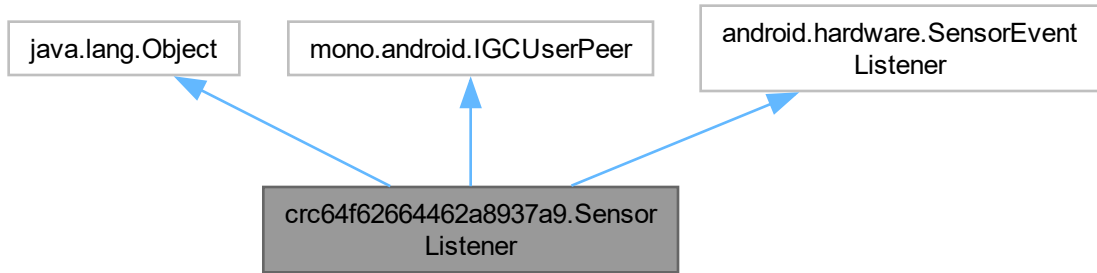 java.lang.Object
mono.android.IGCUserPeer
android.hardware.SensorEvent
Listener
crc64f62664462a8937a9.Sensor
Listener